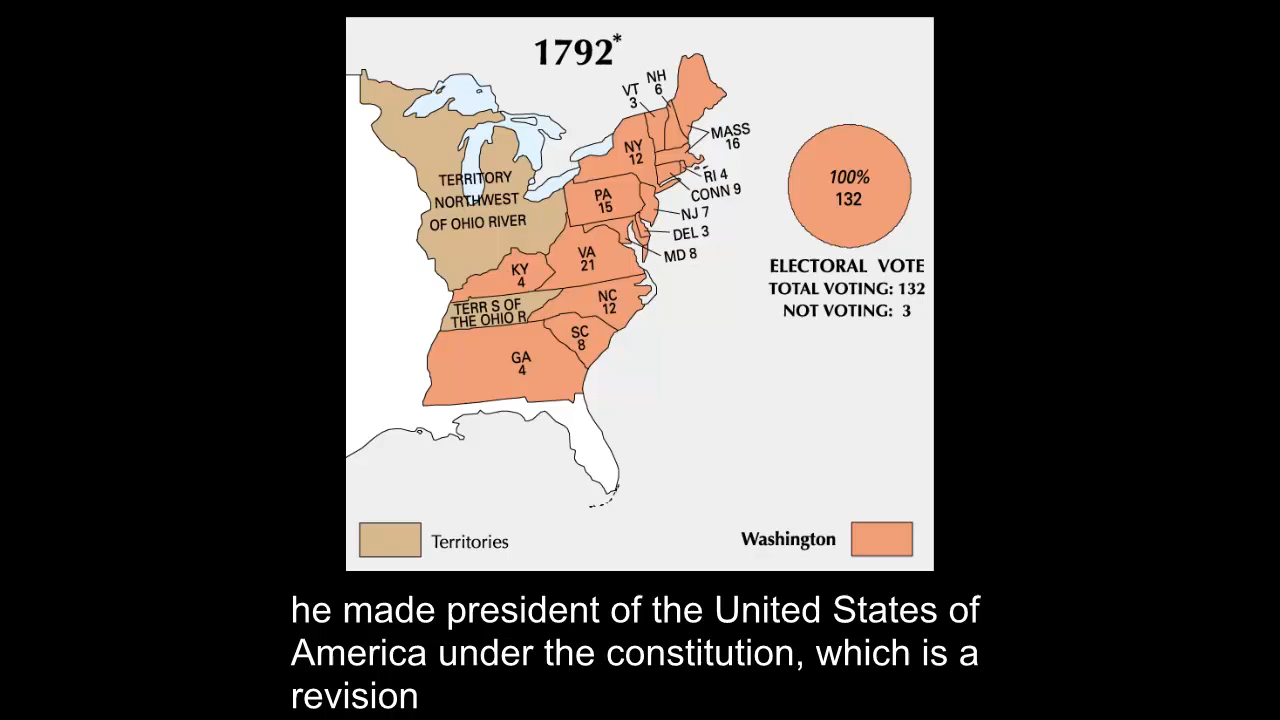 1792*
NH
6
VT
3
MASS
16
NY
12
RI 4
CONN 9
PA
15
NJ 7
DEL 3
MD 8
TERRITORY
NORTHWEST
OF OHIO RIVER
VA
21
KY
4
NC
12
TERR S OF
THE OHIO R
SC
8
GA
4
100%
132
ELECTORAL VOTE
TOTAL VOTING: 132
NOT VOTING: 3
Territories
Washington
he made president of the United States of
America under the constitution, which is a
revision